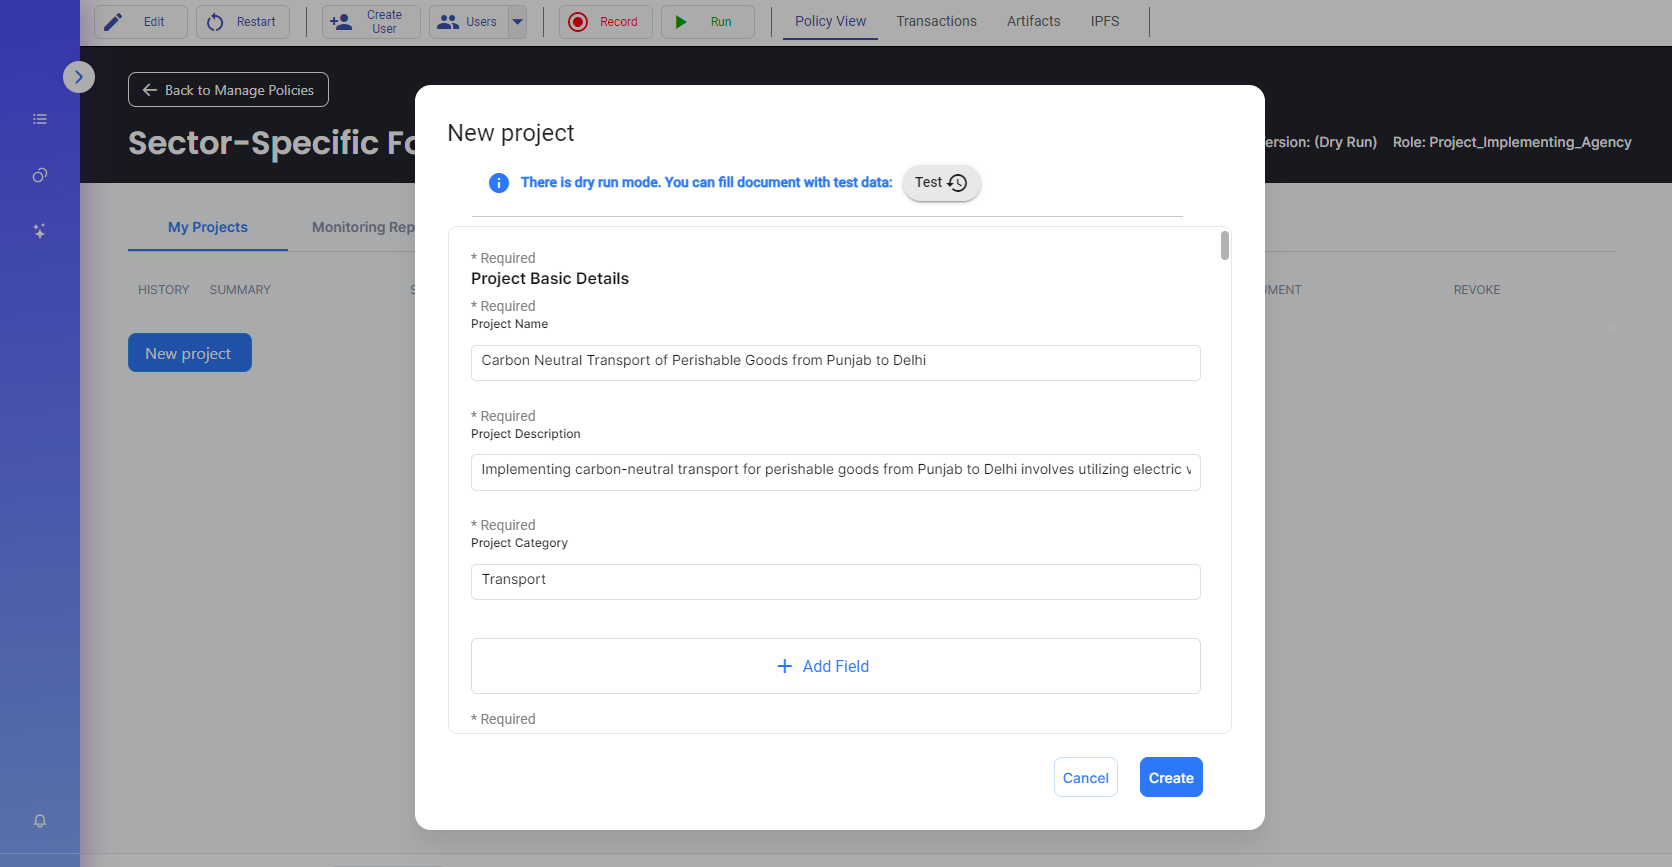 Edit
Restart
Create
User
Users
Record
Run
Policy View
Transactions
Artifacts
IPFS
Back to Manage Policies
Sector-Specific
(Dry Run)
Role: Project_Implementing_Agency
My Projects
Monitoring
HISTORY
SUMMARY
REVOKE
New project
New project
There is dry run mode. You can fill document with test data:
Test
* Required
Project Basic Details
* Required
Project Name
Carbon Neutral Transport of Perishable Goods from Punjab to Delhi
* Required
Project Description
Implementing carbon-neutral transport for perishable goods from Punjab to Delhi involves utilizing electric
* Required
Project Category
Transport
Add Field
* Required
Cancel
Create